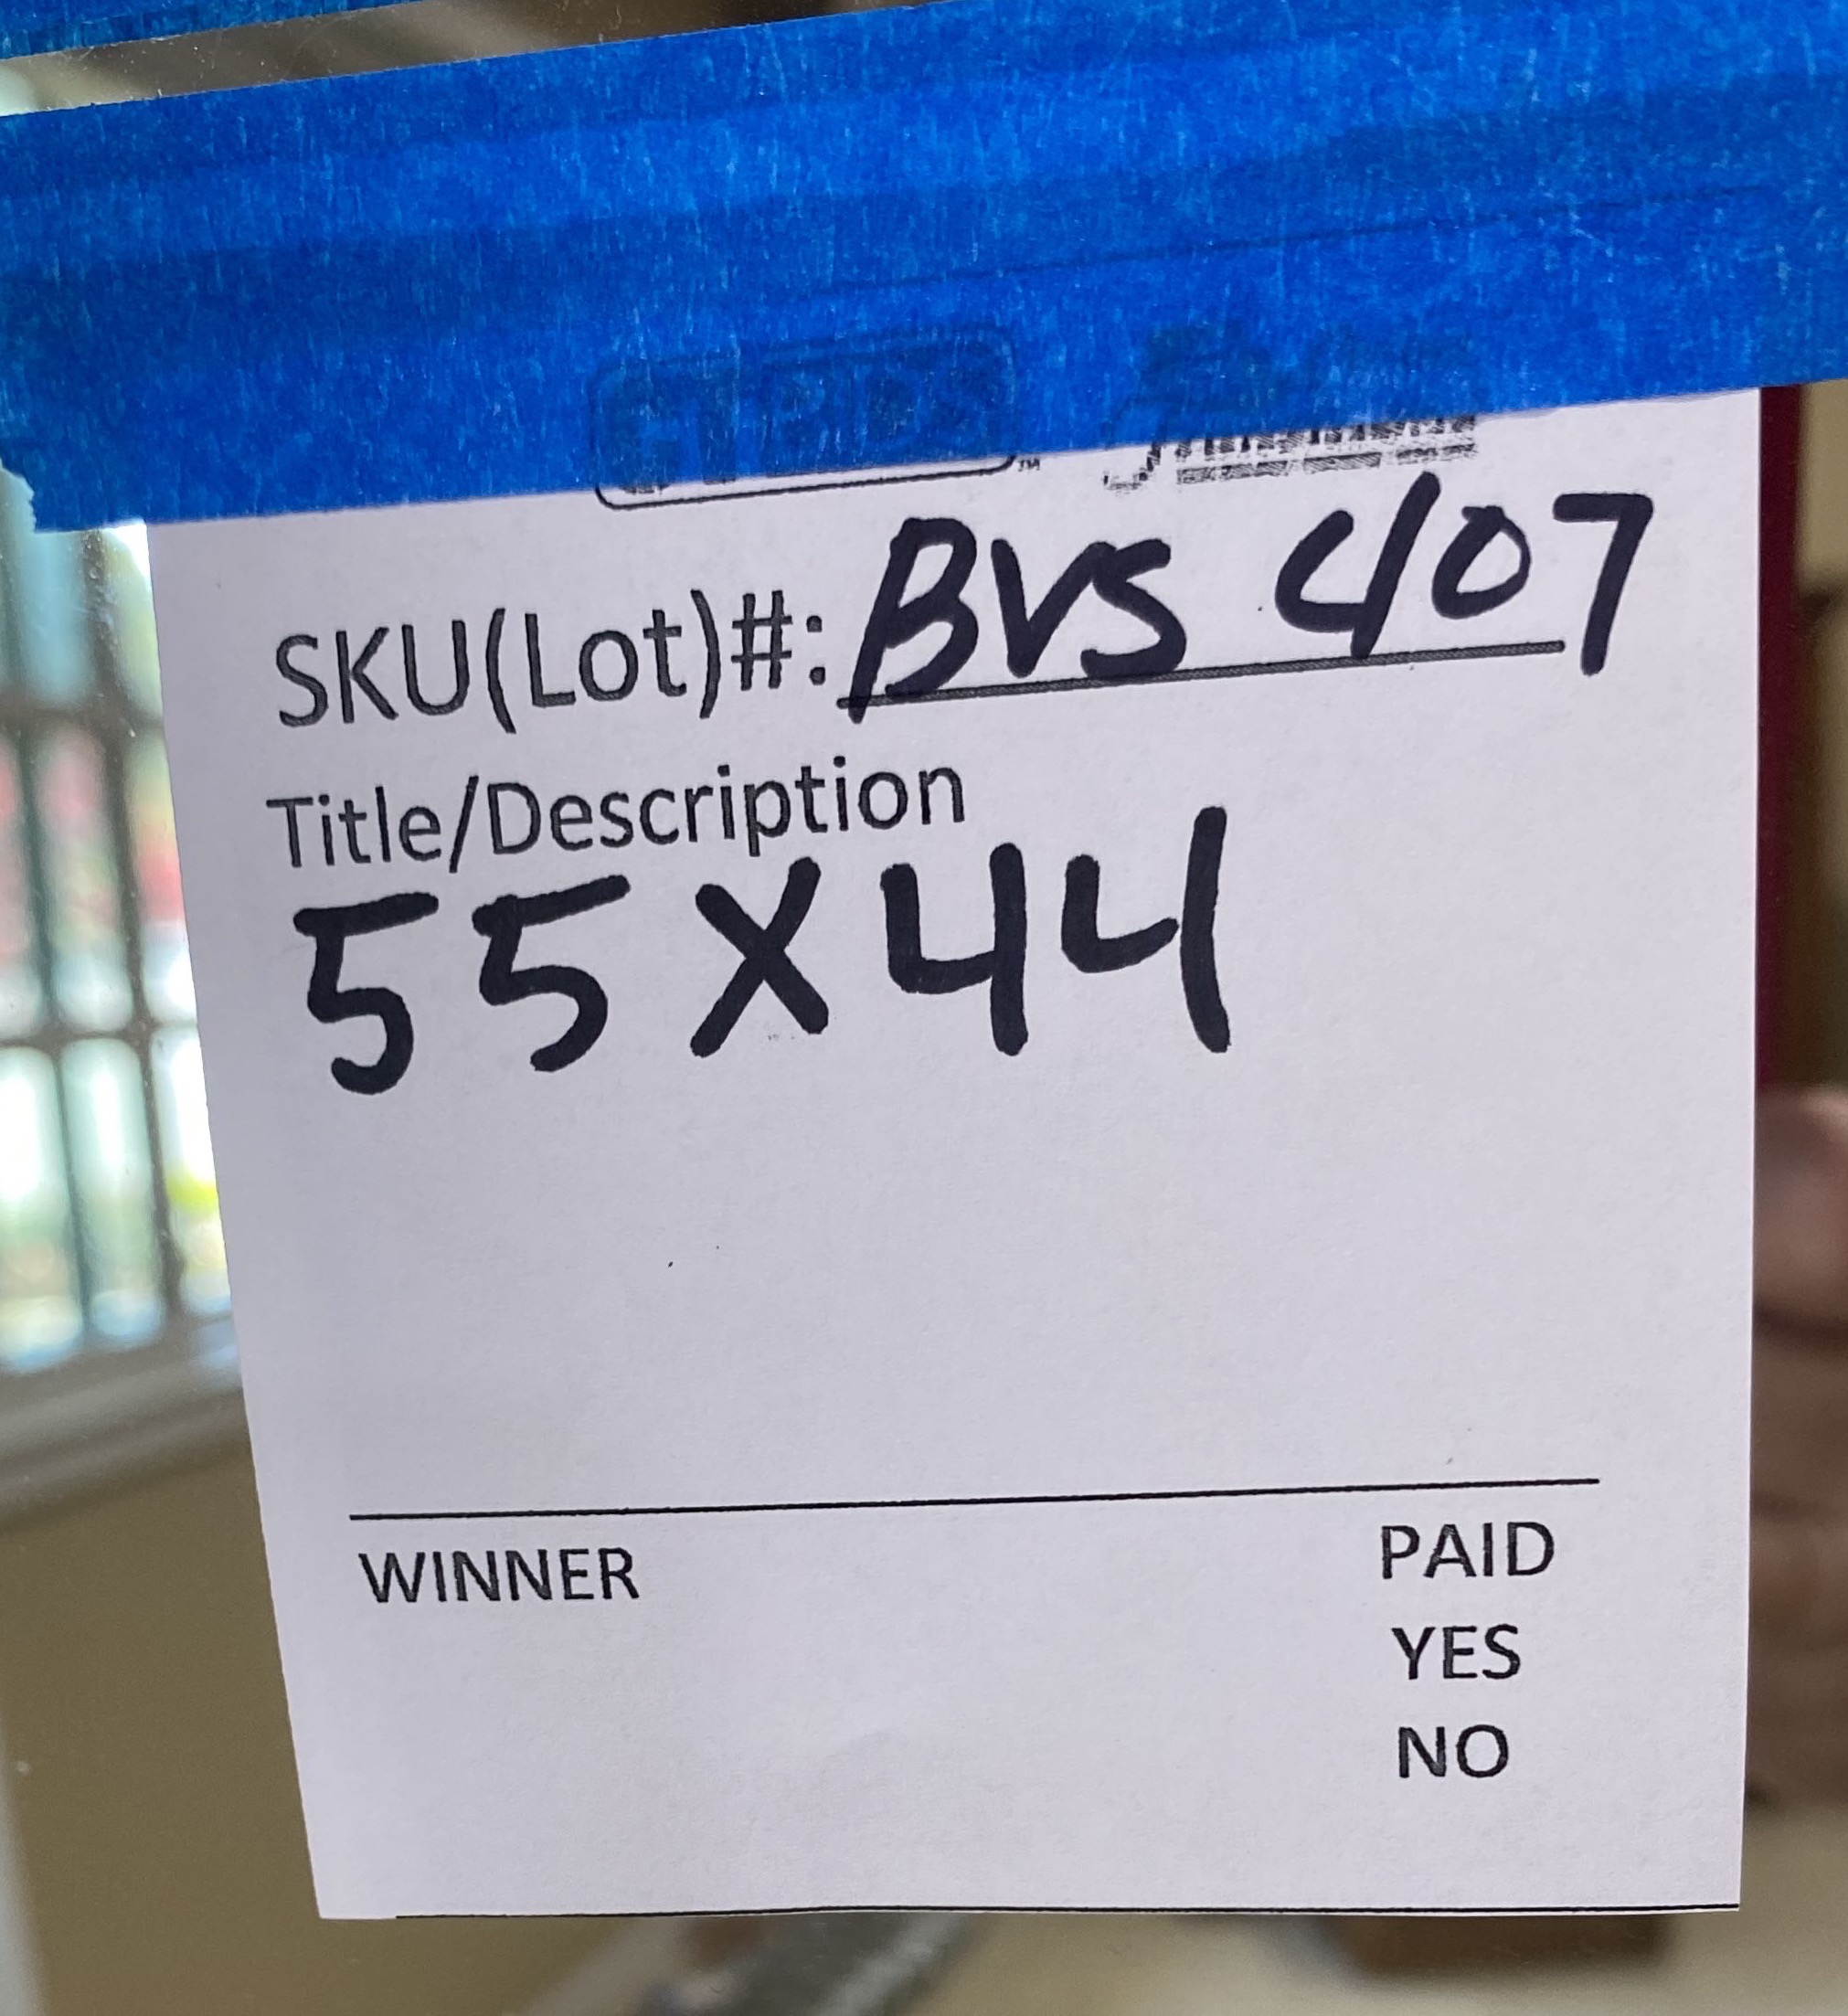 SKU(Lot)#: BVS 407
Title/Description
55X44
WINNER PAID
YES
NO